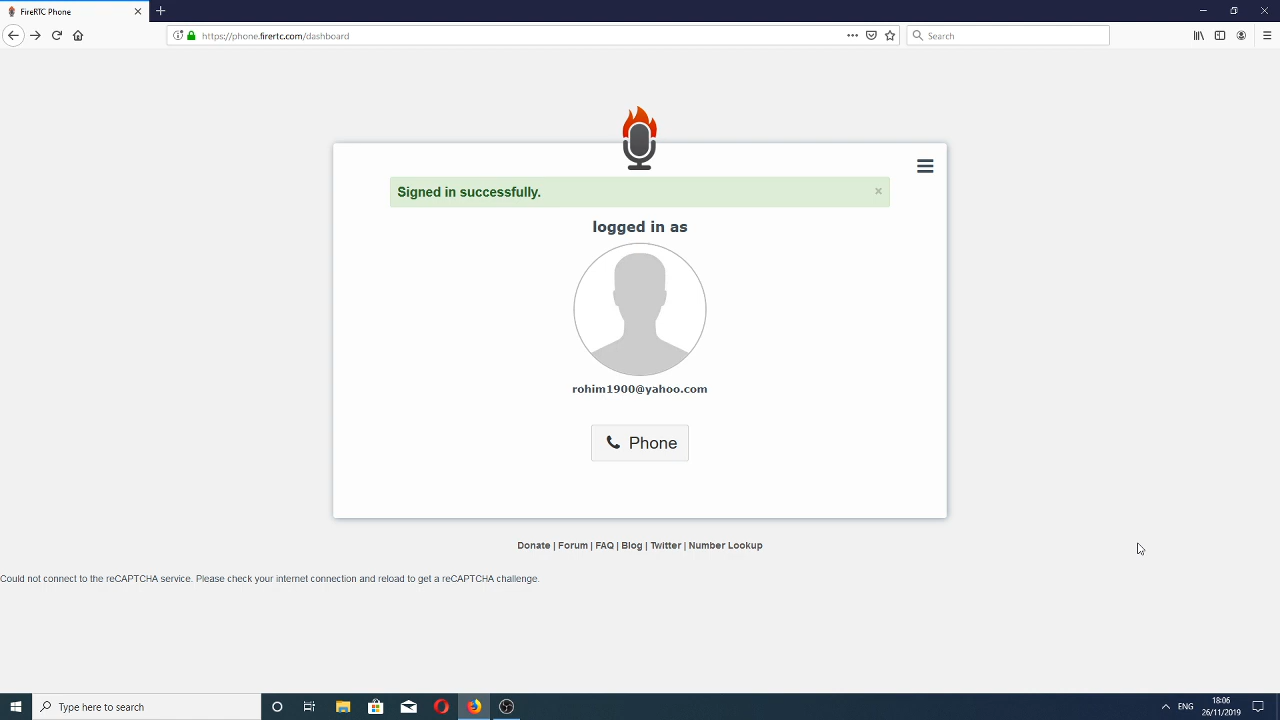 FireRTC Phone
https://phone.firertc.com/dashboard
Search
Signed in successfully.
×
logged in as
rohim1900@yahoo.com
Phone
Donate | Forum | FAQ | Blog | Twitter | Number Lookup
Could not connect to the reCAPTCHA service. Please check your internet connection and reload to get a reCAPTCHA challenge.
Type here to search
ENG
18:06
26/11/2019